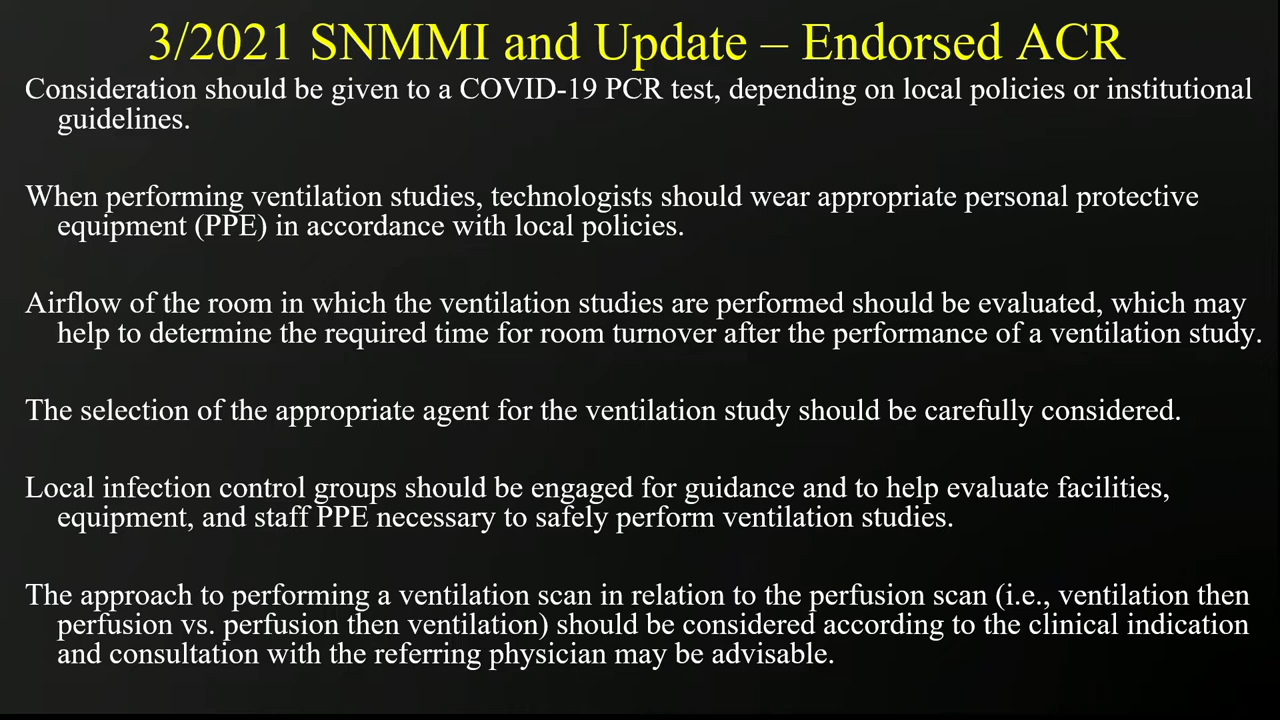 3/2021 SNMMI and Update – Endorsed ACR
Consideration should be given to a COVID-19 PCR test, depending on local policies or institutional
guidelines.
When performing ventilation studies, technologists should wear appropriate personal protective
equipment (PPE) in accordance with local policies.
Airflow of the room in which the ventilation studies are performed should be evaluated, which may
help to determine the required time for room turnover after the performance of a ventilation study.
The selection of the appropriate agent for the ventilation study should be carefully considered.
Local infection control groups should be engaged for guidance and to help evaluate facilities,
equipment, and staff PPE necessary to safely perform ventilation studies.
The approach to performing a ventilation scan in relation to the perfusion scan (i.e., ventilation then
perfusion vs. perfusion then ventilation) should be considered according to the clinical indication
and consultation with the referring physician may be advisable.